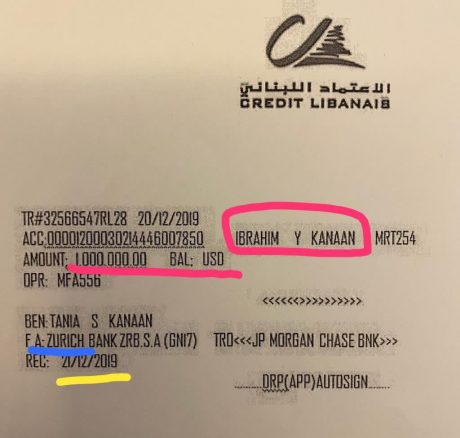 الاعتماد اللبناني
CREDIT LIBANAIS
TR#32566547RL28 20/12/2019
ACC:00001200030214446007850 IBRAHIM Y KANAAN MRT254
AMOUNT: 1.000.000.00 BAL: USD
OPR: MFA556
<<<<<<>>>>>>>>>>
BEN: TANIA S KANAAN
F A: ZURICH BANK ZRB.S.A (GN17) TRO<<<JP MORGAN CHASE BNK>>>
REC: 21/12/2019
..........DRP(APP)AUTOSIGN..........